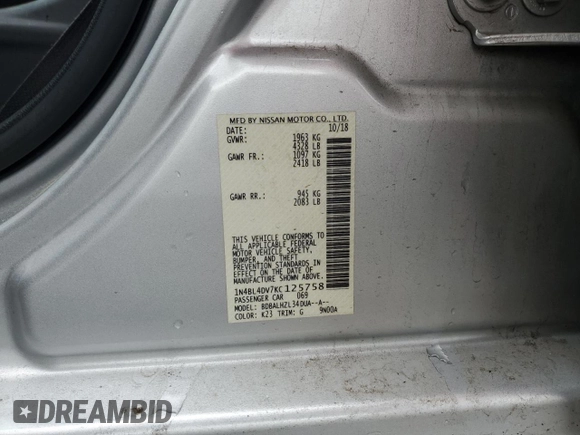 MFD BY NISSAN MOTOR CO., LTD.
DATE: 10/18
GVWR: 1963 KG
4328 LB
GAWR FR.: 1097 KG
2418 LB
GAWR RR.: 945 KG
2083 LB
THIS VEHICLE CONFORMS TO
ALL APPLICABLE FEDERAL
MOTOR VEHICLE SAFETY,
BUMPER, AND THEFT
PREVENTION STANDARDS IN
EFFECT ON THE DATE OF
MANUFACTURE SHOWN ABOVE.
1N4BL4DV7KC125758
PASSENGER CAR 069
MODEL: BDBALHZL34DUA--A--
COLOR: K23 TRIM: G 9N00A
DREAMBID